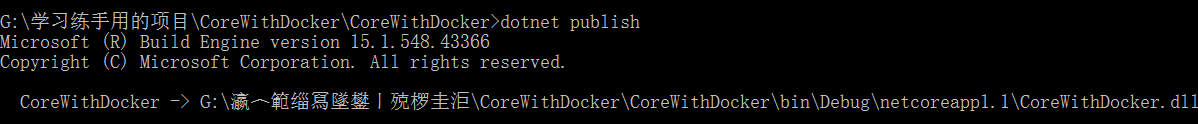 G:\学习练手用的项目\CoreWithDocker\CoreWithDocker>dotnet publish
Microsoft (R) Build Engine version 15.1.548.43366
Copyright (C) Microsoft Corporation. All rights reserved.
CoreWithDocker -> G:\瀛︿範缁冩墜鐢ㄧ殑椤圭洰\CoreWithDocker\CoreWithDocker\bin\Debug\netcoreapp1.1\CoreWithDocker.dll